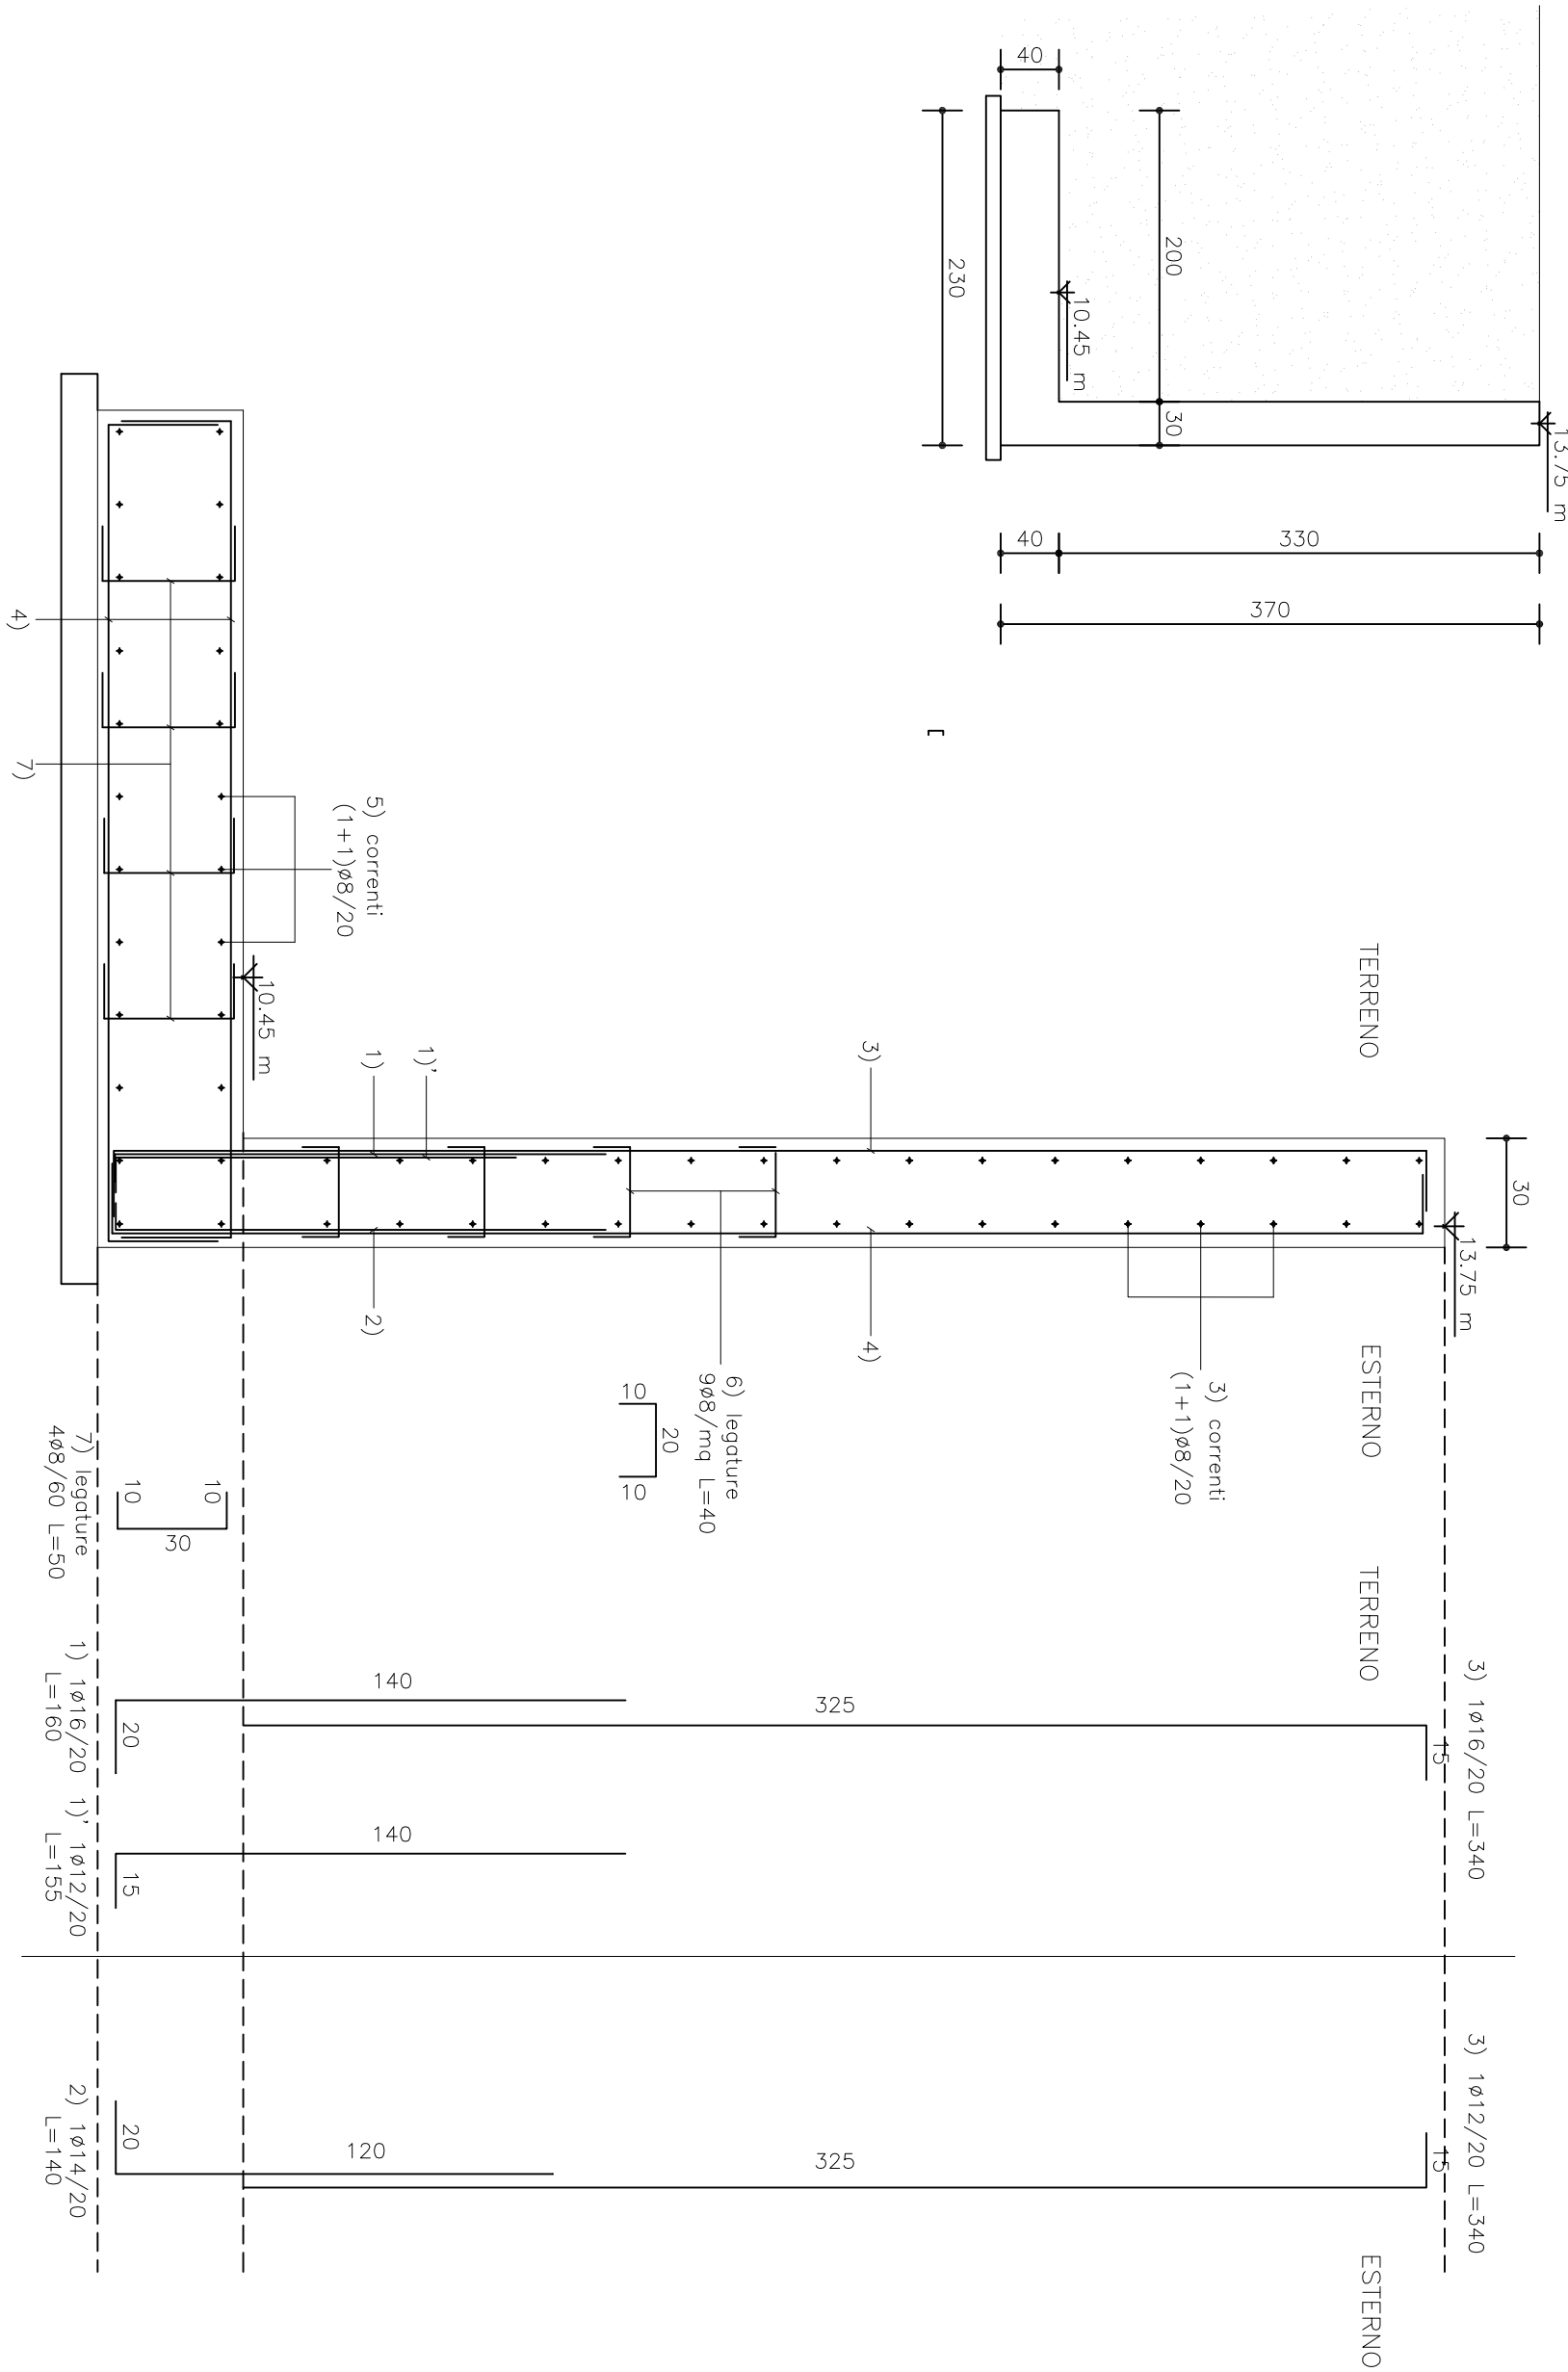 40
200
30
230
10.45 m
13.75 m
40
330
370
4)
7)
5) correnti
(1+1)ø8/20
10.45 m
TERRENO
1)
1)'
3)
30
13.75 m
2)
4)
ESTERNO
3) correnti
(1+1)ø8/20
6) legature
9ø8/mq L=40
10
20
10
7) legature
4ø8/60 L=50
10
10
30
TERRENO
3) 1ø16/20 L=340
140
325
20
15
1) 1ø16/20
L=160
1)' 1ø12/20
L=155
140
15
3) 1ø12/20 L=340
2) 1ø14/20
L=140
20
120
325
15
ESTERNO